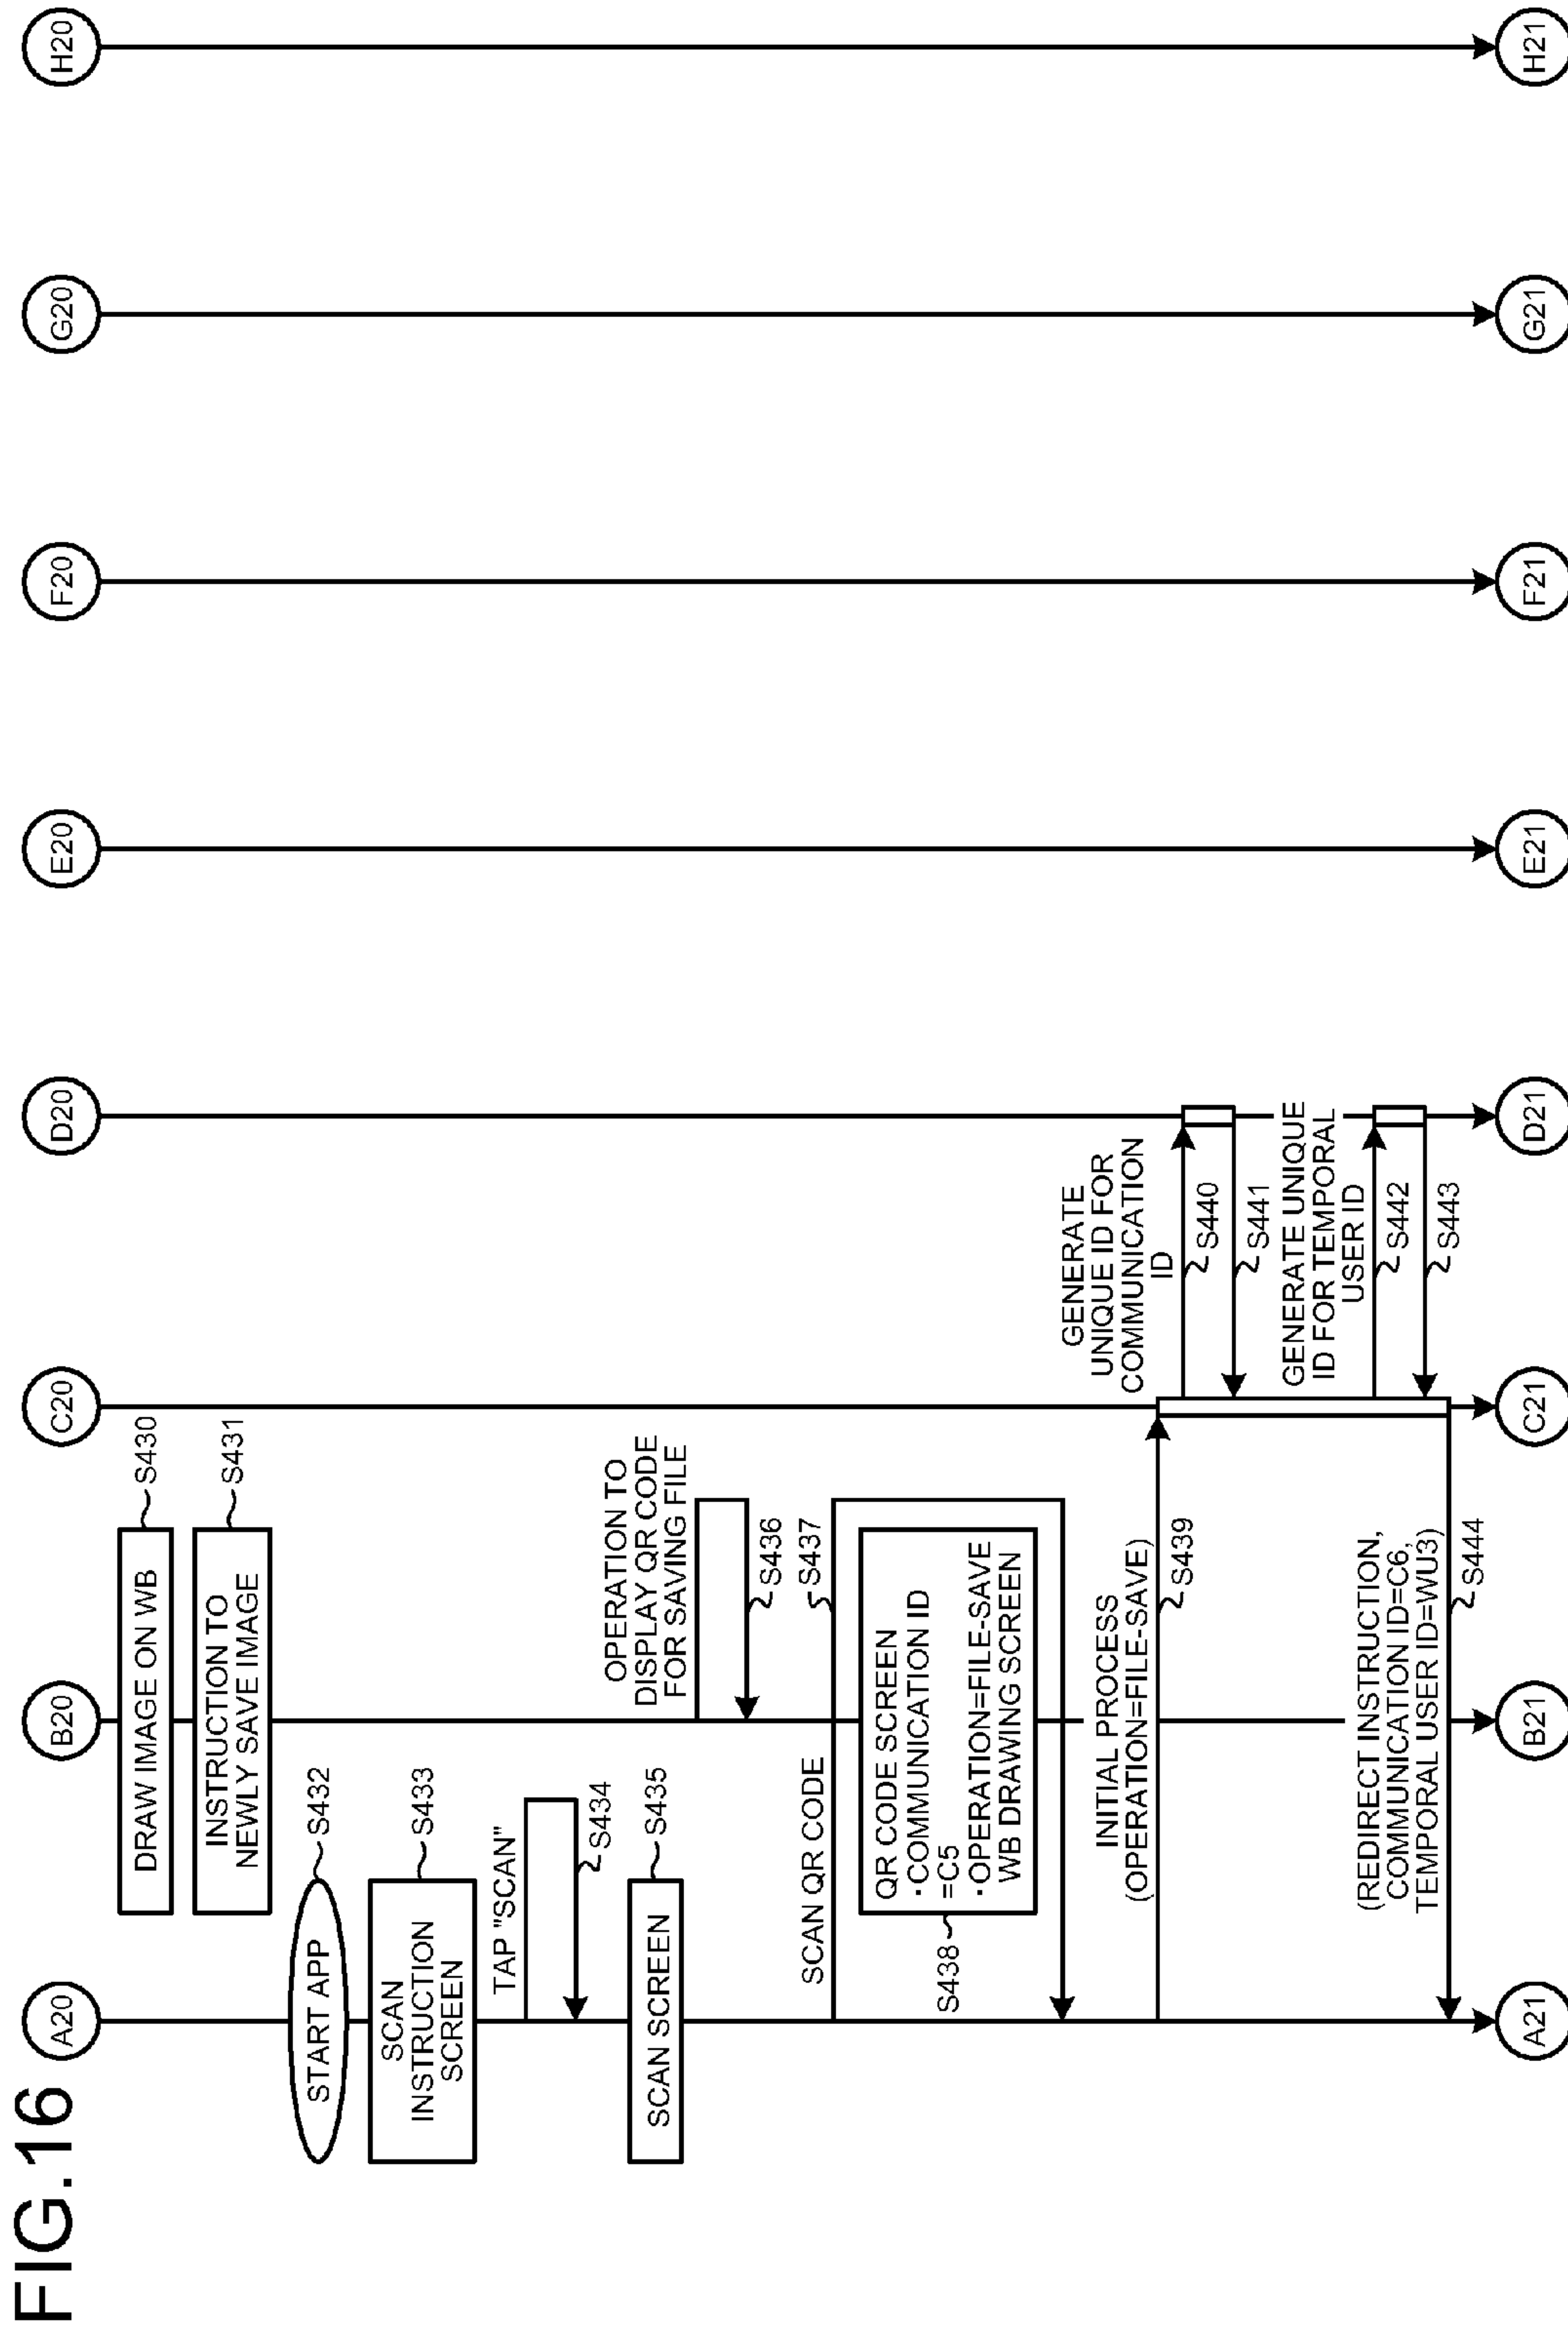 FIG.16
A20
B20
C20
D20
E20
F20
G20
H20
DRAW IMAGE ON WB
S430
INSTRUCTION TO
NEWLY SAVE IMAGE
S431
START APP
S432
SCAN
INSTRUCTION
SCREEN
S433
TAP "SCAN"
S434
SCAN SCREEN
S435
OPERATION TO
DISPLAY QR CODE
FOR SAVING FILE
S436
SCAN QR CODE
S437
QR CODE SCREEN
·COMMUNICATION ID
=C5
·OPERATION=FILE-SAVE
WB DRAWING SCREEN
S438
INITIAL PROCESS
(OPERATION=FILE-SAVE)
S439
GENERATE
UNIQUE ID FOR
COMMUNICATION
ID
S440
S441
GENERATE UNIQUE
ID FOR TEMPORAL
USER ID
S442
S443
(REDIRECT INSTRUCTION,
COMMUNICATION ID=C6,
TEMPORAL USER ID=WU3)
S444
A21
B21
C21
D21
E21
F21
G21
H21